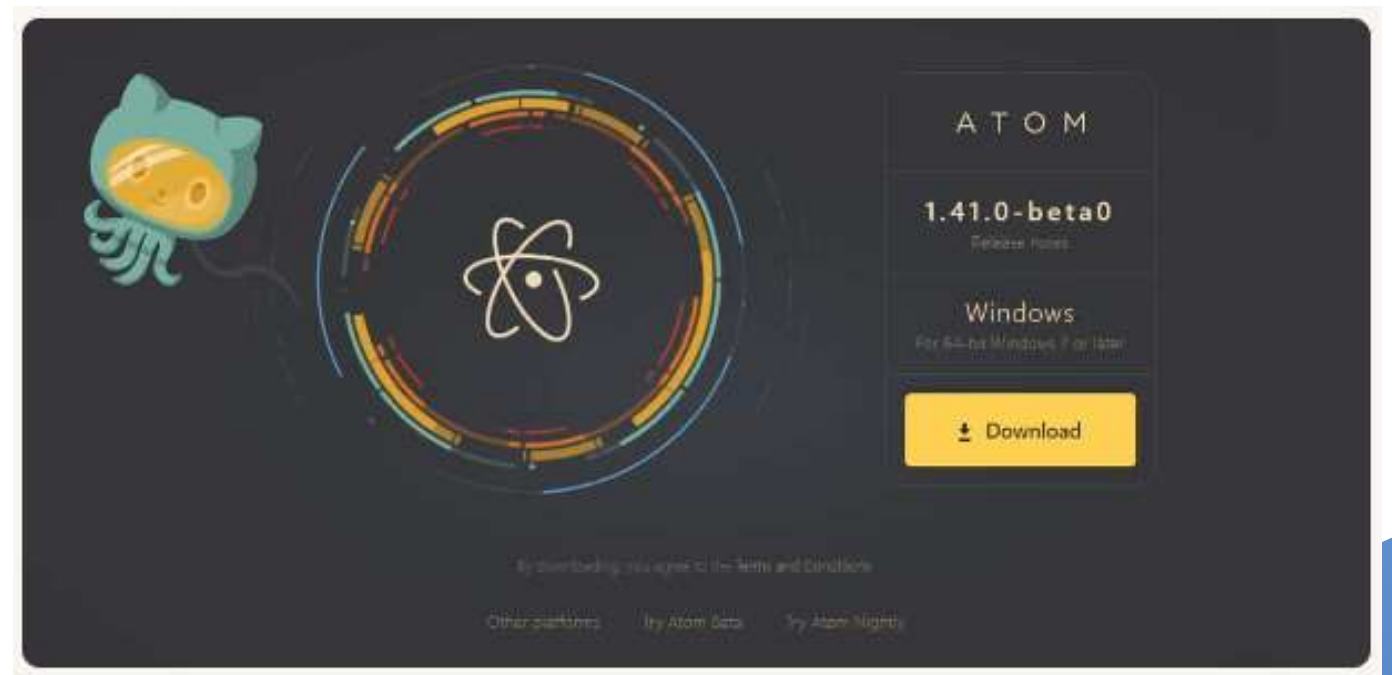 ATOM
1.41.0-beta0
Release notes
Windows
For 64-bit Windows 7 or later
Download
By downloading, you agree to the Terms and Conditions
Other platforms Try Atom Beta Try Atom Nightly